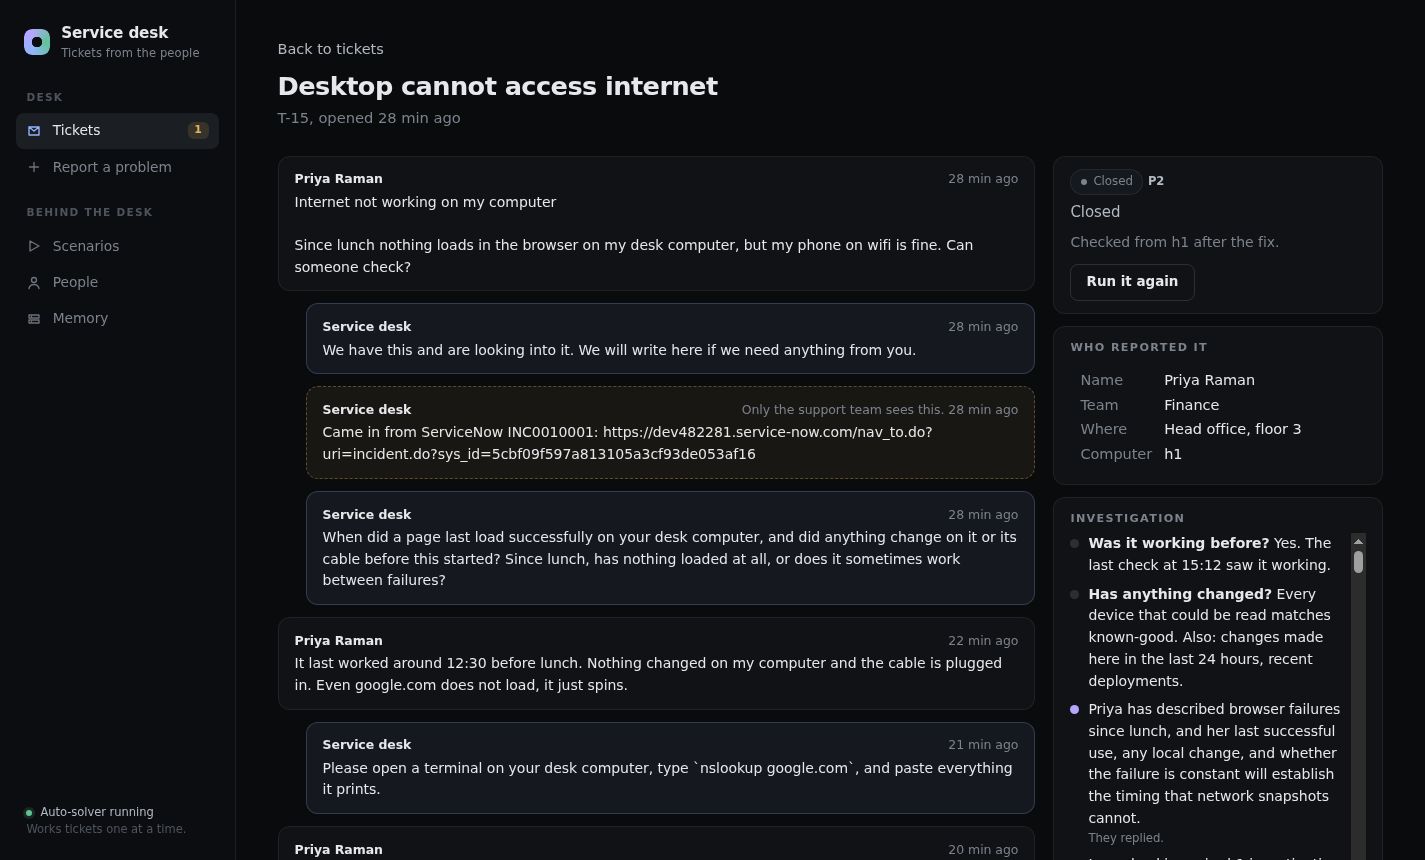 Service desk
Tickets from the people
DESK
Tickets
1
Report a problem
BEHIND THE DESK
Scenarios
People
Memory
Auto-solver running
Works tickets one at a time.
Back to tickets
Desktop cannot access internet
T-15, opened 28 min ago
Priya Raman
28 min ago
Internet not working on my computer
Since lunch nothing loads in the browser on my desk computer, but my phone on wifi is fine. Can
someone check?
Service desk
28 min ago
We have this and are looking into it. We will write here if we need anything from you.
Service desk
Only the support team sees this. 28 min ago
Came in from ServiceNow INC0010001: https://dev482281.service-now.com/nav_to.do?
uri=incident.do?sys_id=5cbf09f597a813105a3cf93de053af16
Service desk
28 min ago
When did a page last load successfully on your desk computer, and did anything change on it or its
cable before this started? Since lunch, has nothing loaded at all, or does it sometimes work
between failures?
Priya Raman
22 min ago
It last worked around 12:30 before lunch. Nothing changed on my computer and the cable is plugged
in. Even google.com does not load, it just spins.
Service desk
21 min ago
Please open a terminal on your desk computer, type `nslookup google.com`, and paste everything
it prints.
Priya Raman
20 min ago
Closed
P2
Closed
Checked from h1 after the fix.
Run it again
WHO REPORTED IT
Name Priya Raman
Team Finance
Where Head office, floor 3
Computer h1
INVESTIGATION
Was it working before? Yes. The
last check at 15:12 saw it working.
Has anything changed? Every
device that could be read matches
known-good. Also: changes made
here in the last 24 hours, recent
deployments.
Priya has described browser failures
since lunch, and her last successful
use, any local change, and whether
the failure is constant will establish
the timing that network snapshots
cannot.
They replied.